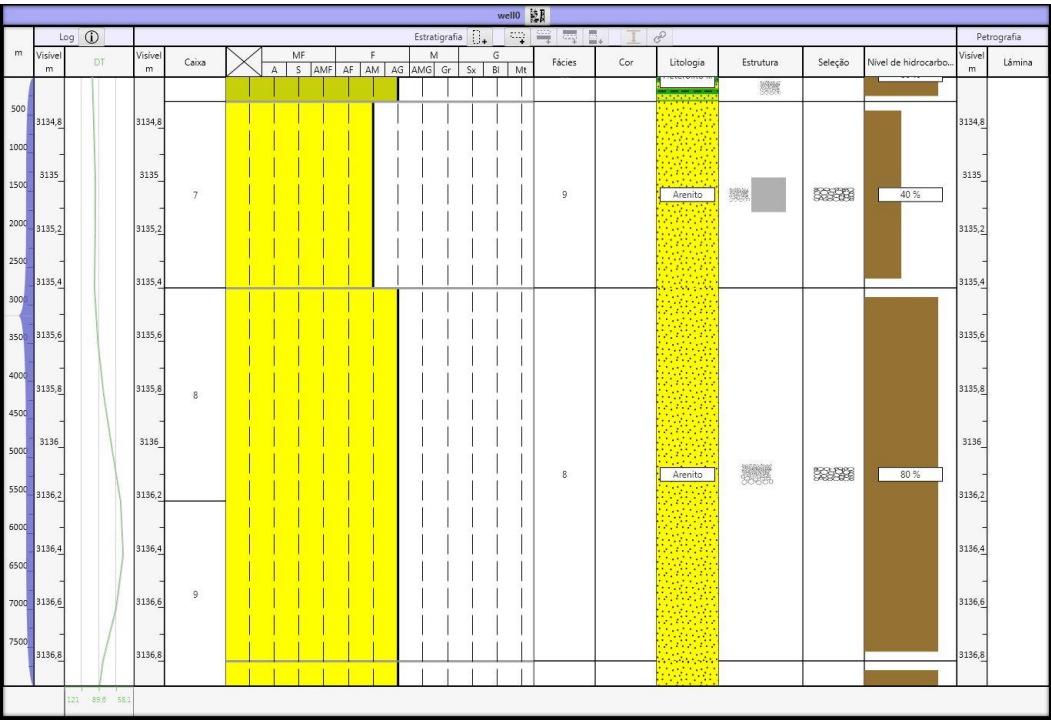 well0
Log
Estratigrafia
Petrografia
m
Visível
m
DT
Visível
m
Caixa
MF
F
M
G
A S AMF AF AM AG AMG Gr Sx Bl Mt
Fácies
Cor
Litologia
Estrutura
Seleção
Nível de hidrocarbo...
Visível
m
Lâmina
500
1000
1500
2000
2500
3000
3500
4000
4500
5000
5500
6000
6500
7000
7500
3134,8
3135
3135,2
3135,4
3135,6
3135,8
3136
3136,2
3136,4
3136,6
3136,8
3134,8
3135
3135,2
3135,4
3135,6
3135,8
3136
3136,2
3136,4
3136,6
3136,8
7
8
9
9
8
Arenito
Arenito
40 %
80 %
3134,8
3135
3135,2
3135,4
3135,6
3135,8
3136
3136,2
3136,4
3136,6
3136,8
121 89,6 58,1